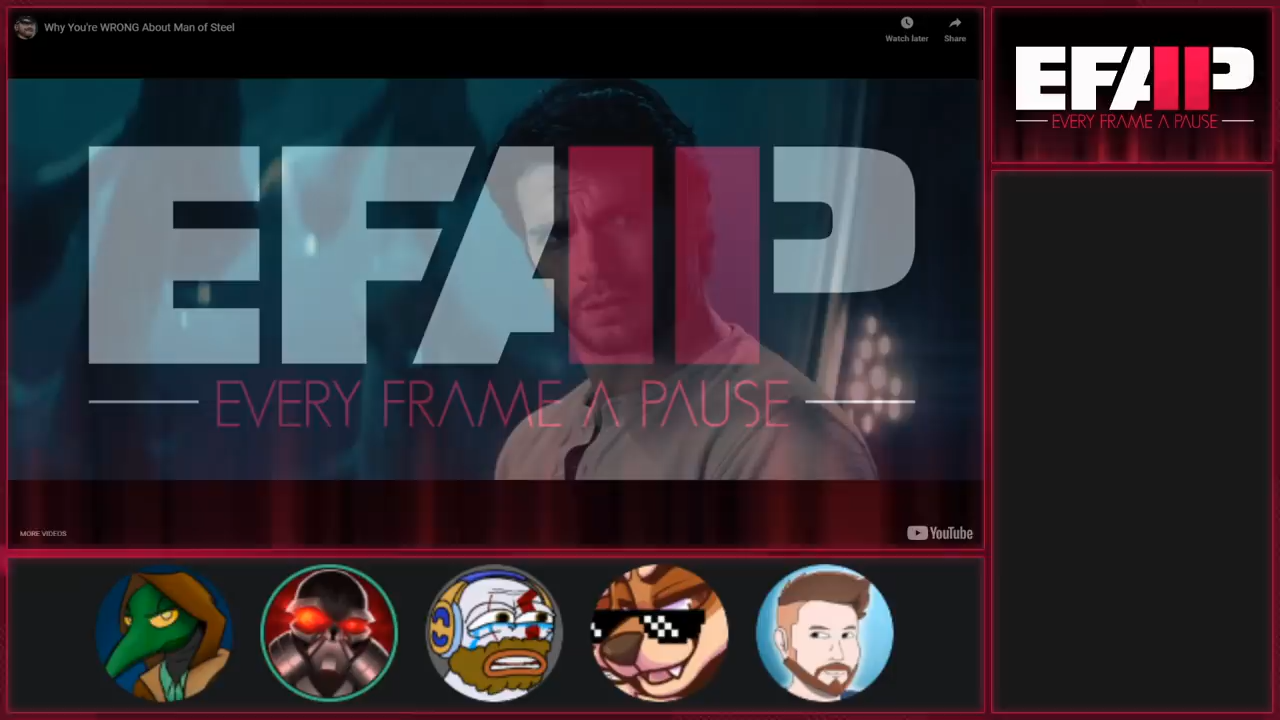 Why You're WRONG About Man of Steel
Watch later
Share
EFAP
EVERY FRAME A PAUSE
EFAP
EVERY FRAME A PAUSE
MORE VIDEOS
YouTube